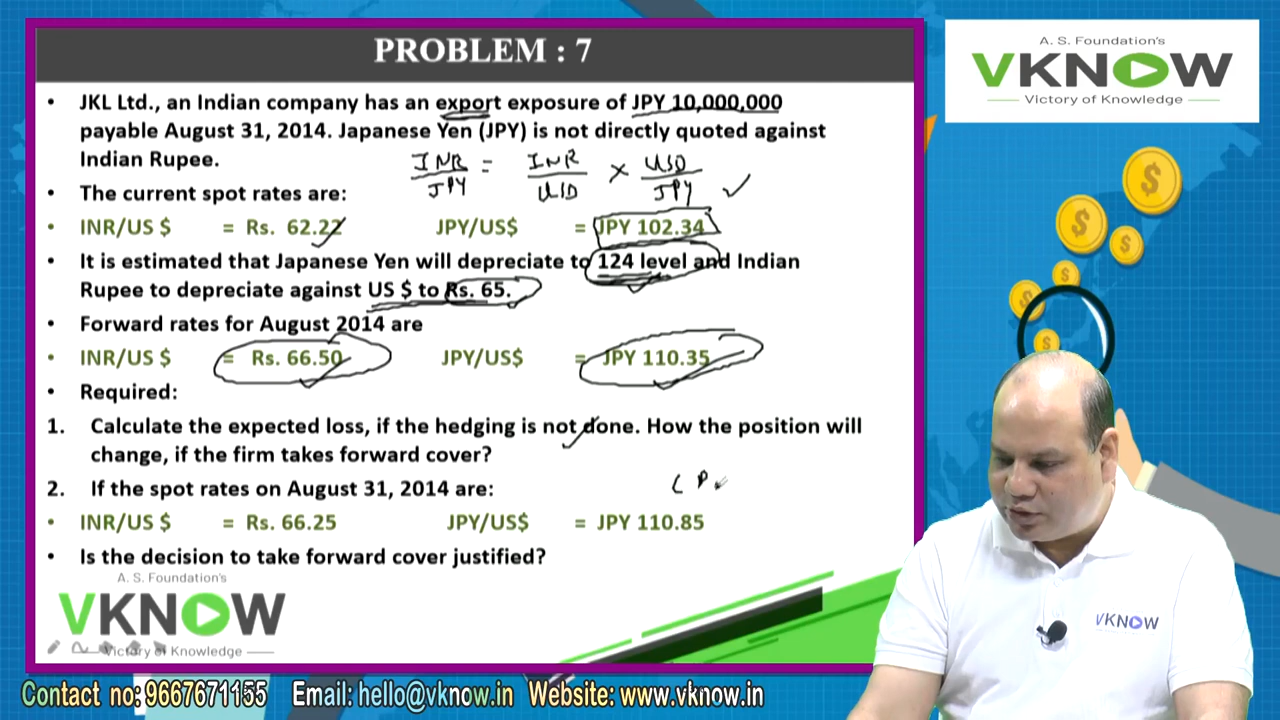 PROBLEM : 7
A. S. Foundation's
VKNOW
Victory of Knowledge
• JKL Ltd., an Indian company has an export exposure of JPY 10,000,000
payable August 31, 2014. Japanese Yen (JPY) is not directly quoted against
Indian Rupee.
INR/JPY = INR/USD × USD/JPY
• The current spot rates are:
• INR/US $ = Rs. 62.22 JPY/US$ = JPY 102.34
• It is estimated that Japanese Yen will depreciate to 124 level and Indian
Rupee to depreciate against US $ to Rs. 65.
• Forward rates for August 2014 are
• INR/US $ = Rs. 66.50 JPY/US$ = JPY 110.35
• Required:
1. Calculate the expected loss, if the hedging is not done. How the position will
change, if the firm takes forward cover?
2. If the spot rates on August 31, 2014 are:
• INR/US $ = Rs. 66.25 JPY/US$ = JPY 110.85
• Is the decision to take forward cover justified?
A. S. Foundation's
VKNOW
Victory of Knowledge
VKNOW
Contact no: 9667671155 Email: hello@vknow.in Website: www.vknow.in